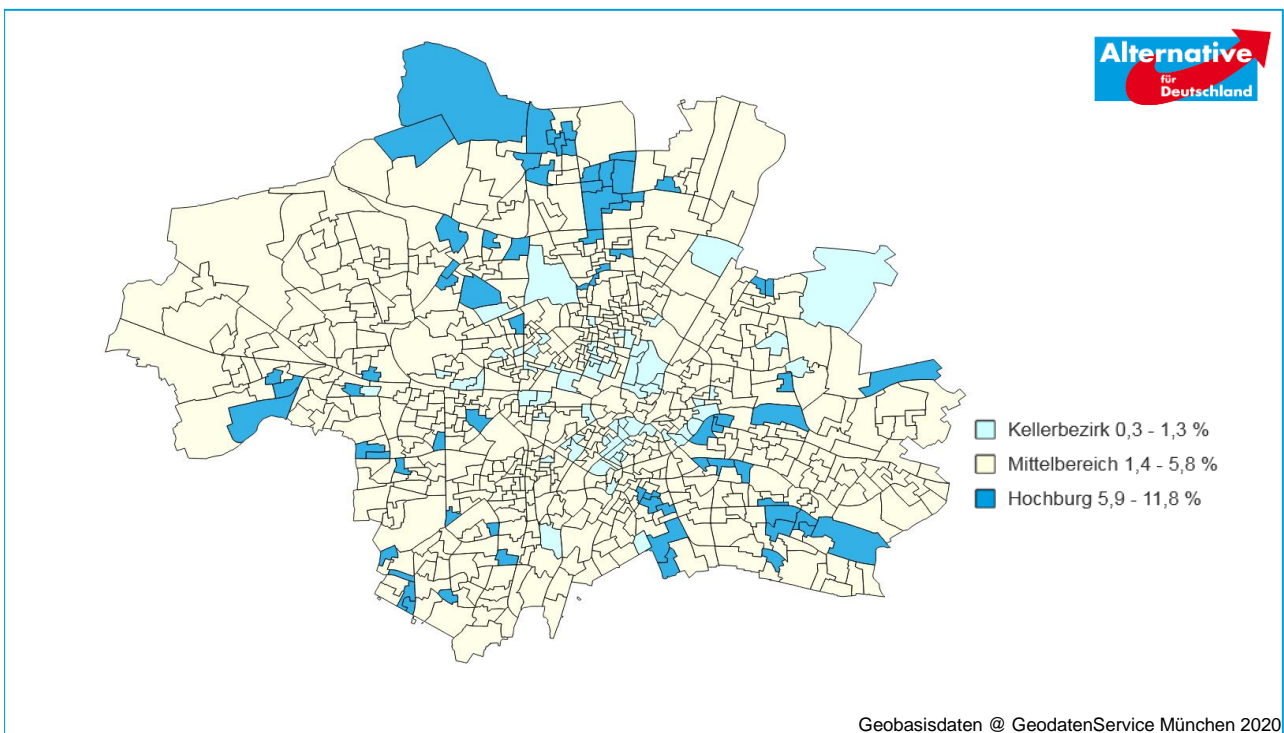 Alternative
für
Deutschland
Kellerbezirk 0,3 - 1,3 %
Mittelbereich 1,4 - 5,8 %
Hochburg 5,9 - 11,8 %
Geobasisdaten @ GeodatenService München 2020